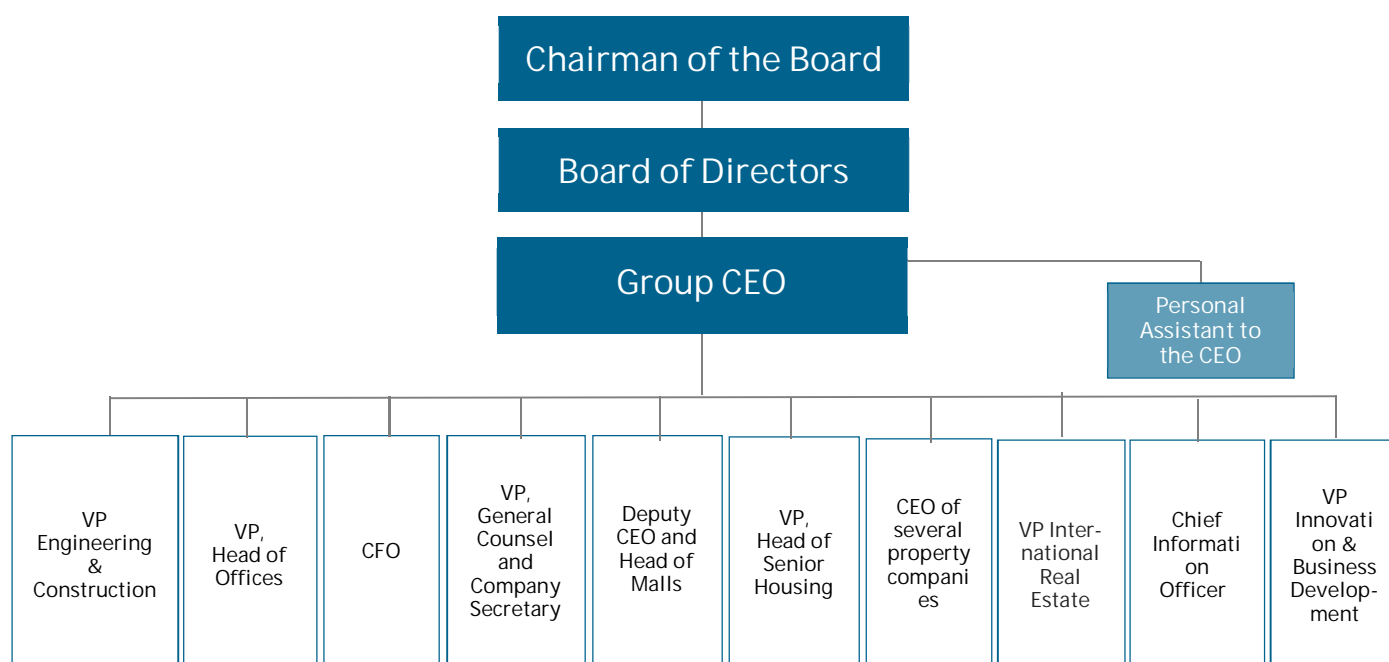 Chairman of the Board
Board of Directors
Group CEO
Personal
Assistant to
the CEO
VP
Engineering
&
Construction
VP,
Head of
Offices
CFO
VP,
General
Counsel
and
Company
Secretary
Deputy
CEO and
Head of
Malls
VP,
Head of
Senior
Housing
CEO of
several
property
compani
es
VP Inter-
national
Real
Estate
Chief
Informati
on
Officer
VP
Innovati
on &
Business
Develop-
ment